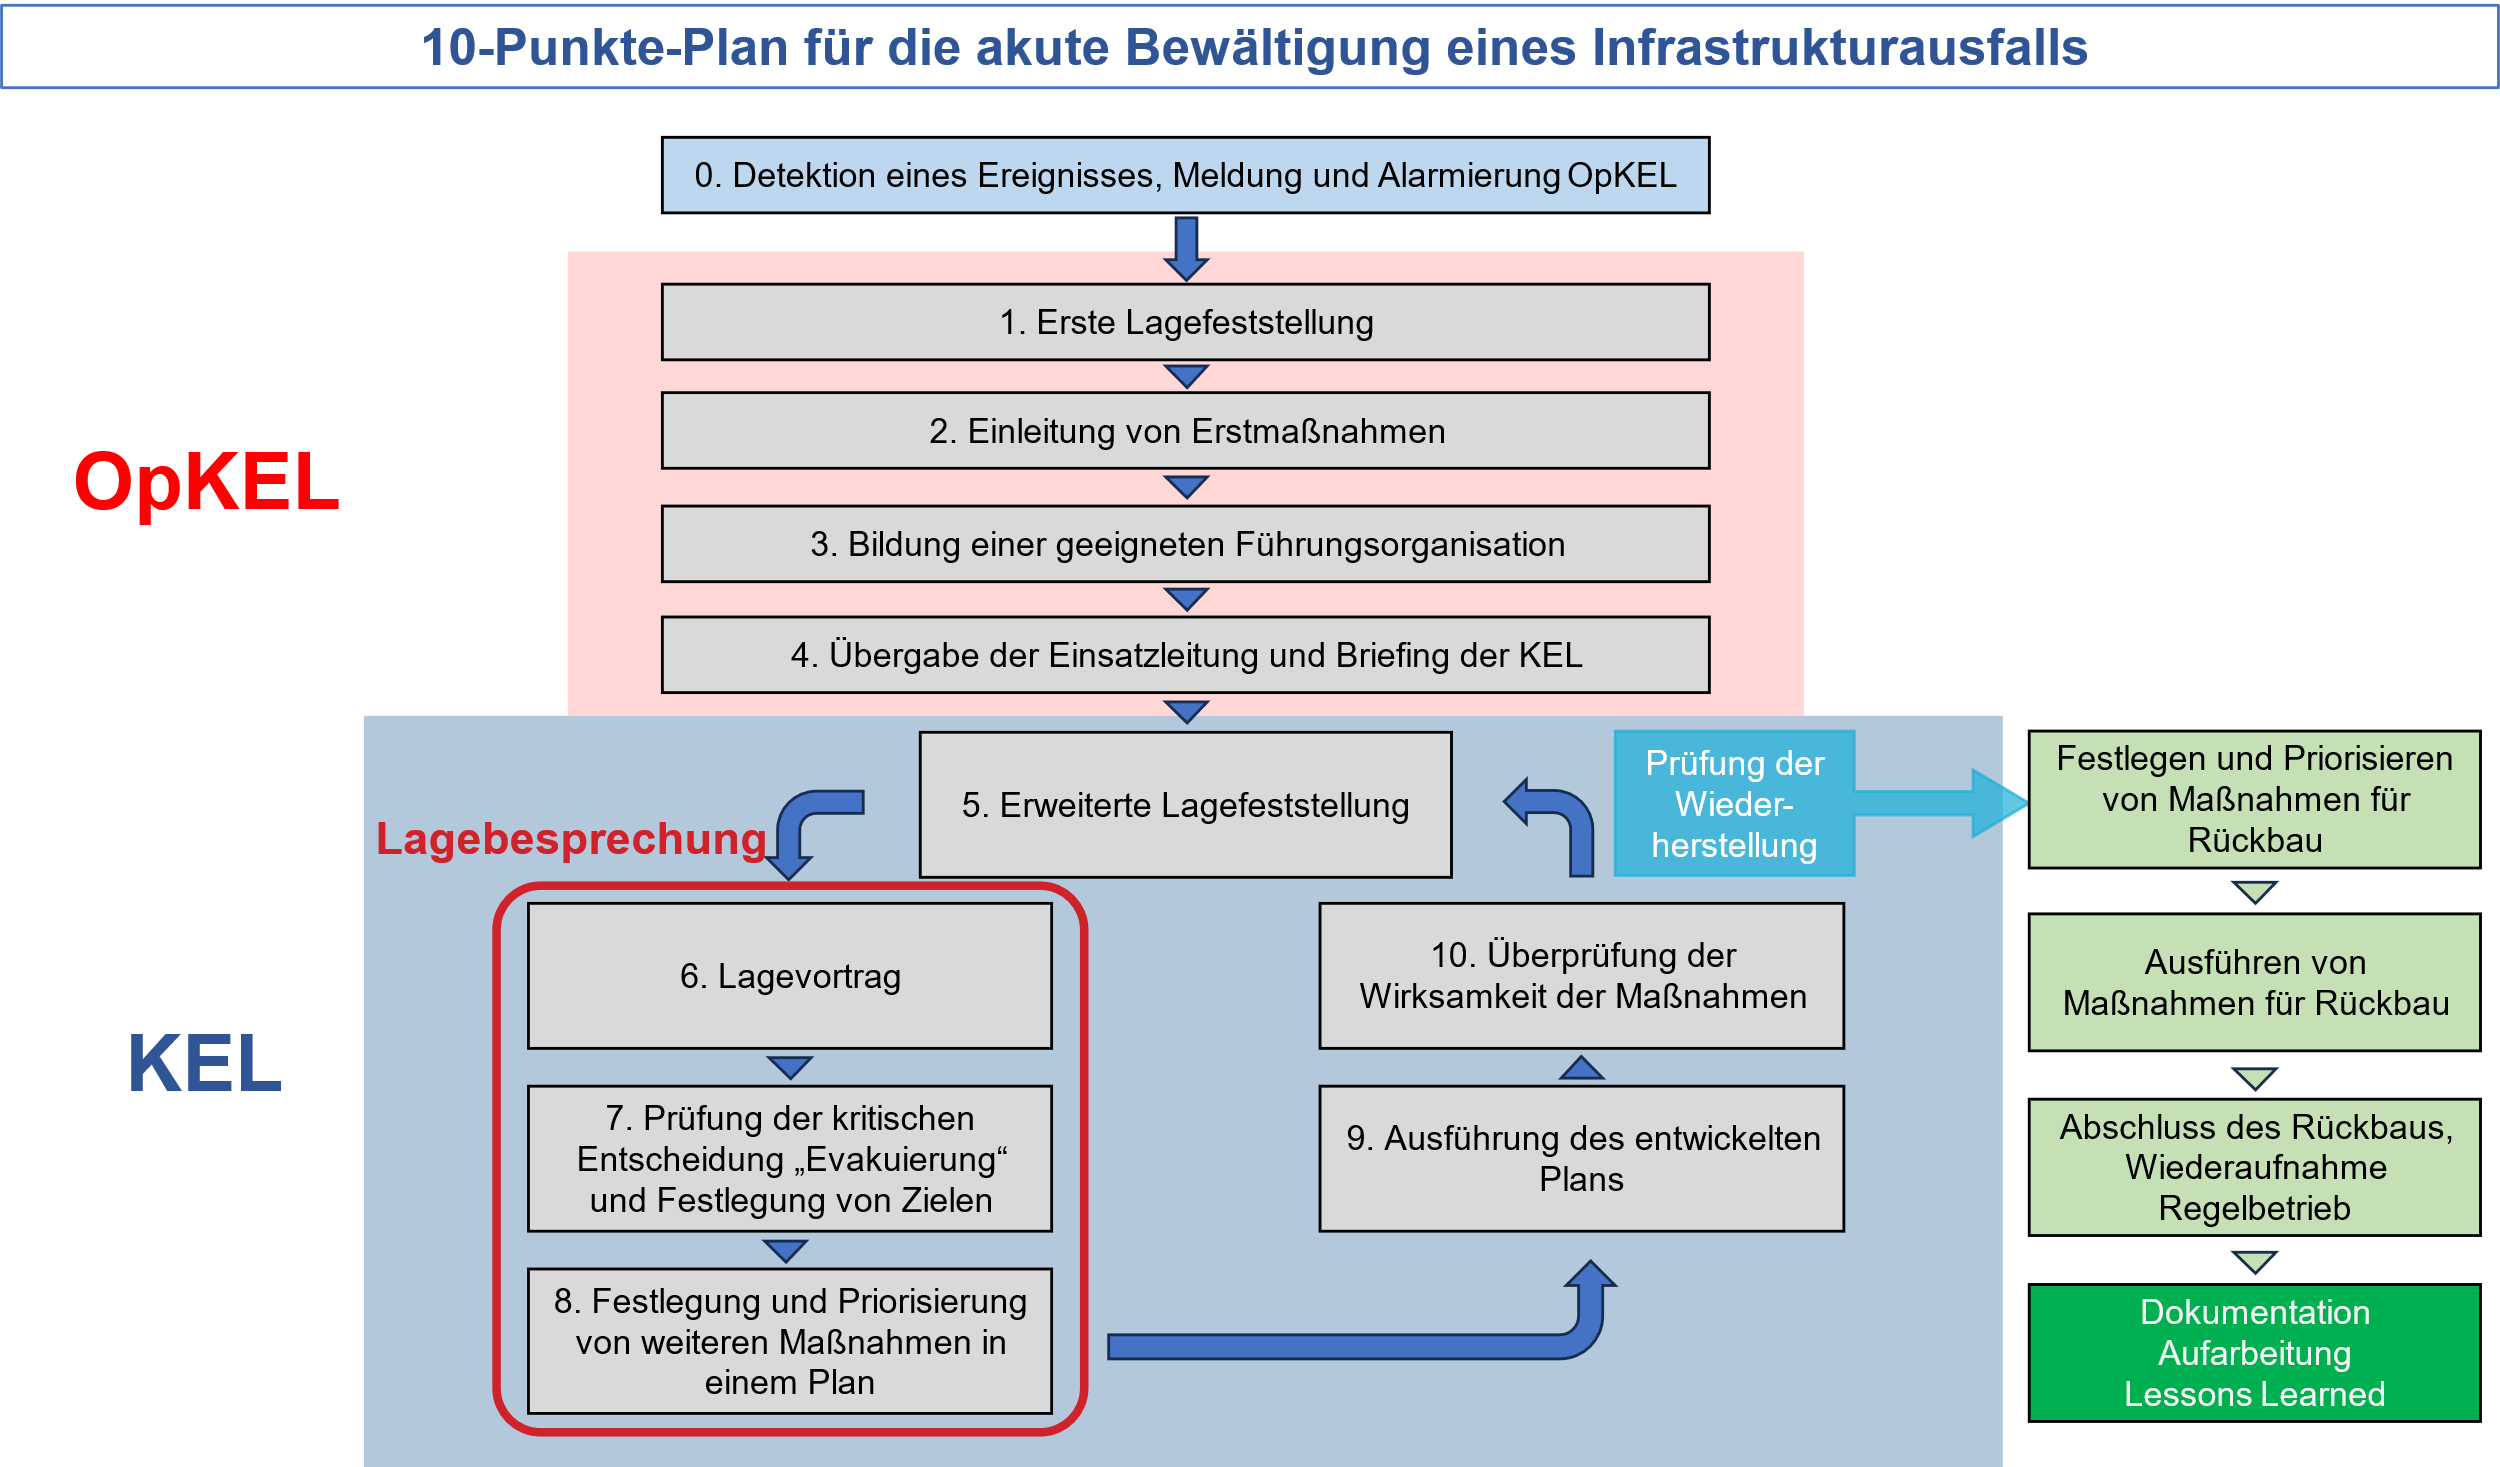 10-Punkte-Plan für die akute Bewältigung eines Infrastrukturausfalls
0. Detektion eines Ereignisses, Meldung und Alarmierung OpKEL
1. Erste Lagefeststellung
2. Einleitung von Erstmaßnahmen
OpKEL
3. Bildung einer geeigneten Führungsorganisation
4. Übergabe der Einsatzleitung und Briefing der KEL
5. Erweiterte Lagefeststellung
Prüfung der
Wieder-
herstellung
Lagebesprechung
6. Lagevortrag
7. Prüfung der kritischen
Entscheidung „Evakuierung“
und Festlegung von Zielen
8. Festlegung und Priorisierung
von weiteren Maßnahmen in
einem Plan
KEL
10. Überprüfung der
Wirksamkeit der Maßnahmen
9. Ausführung des entwickelten
Plans
Festlegen und Priorisieren
von Maßnahmen für
Rückbau
Ausführen von
Maßnahmen für Rückbau
Abschluss des Rückbaus,
Wiederaufnahme
Regelbetrieb
Dokumentation
Aufarbeitung
Lessons Learned